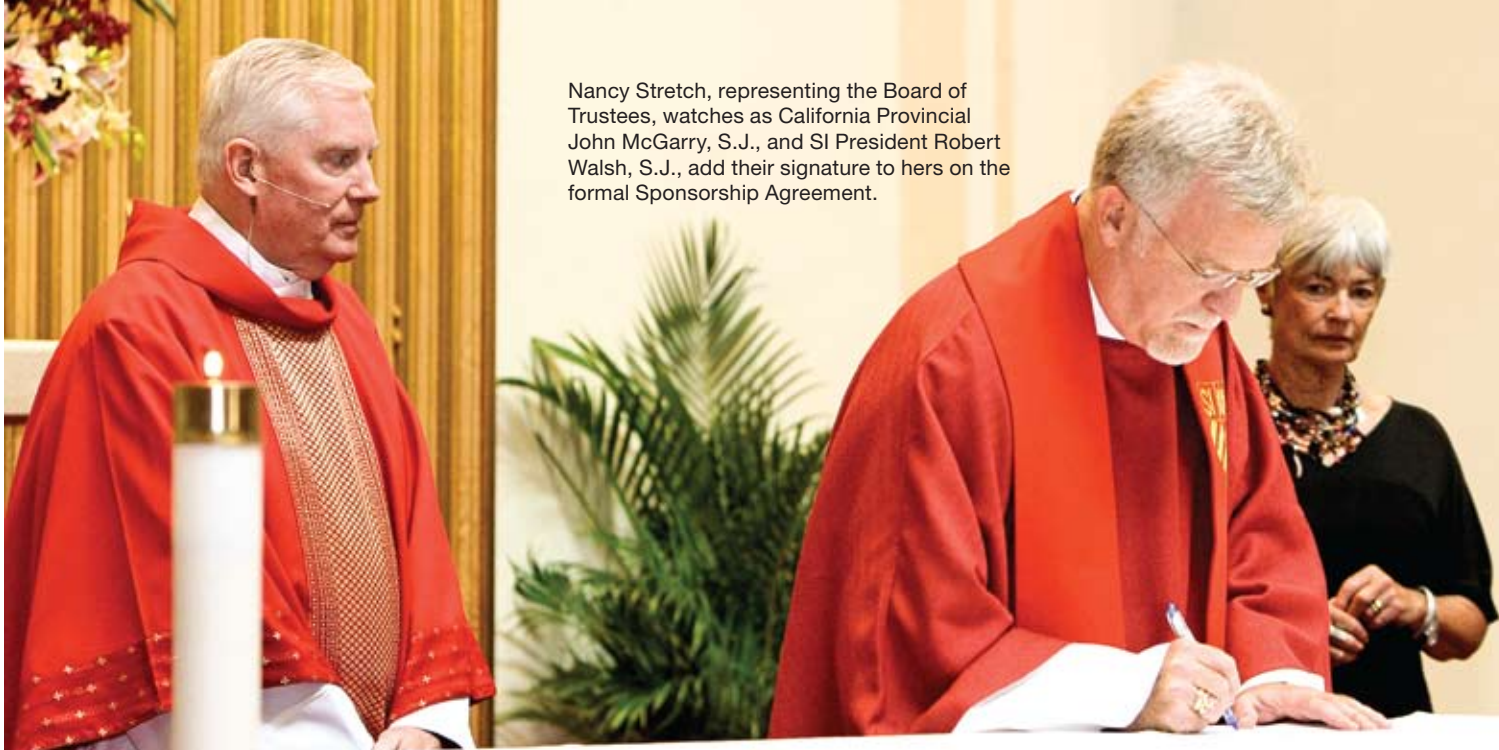 Nancy Stretch, representing the Board of
Trustees, watches as California Provincial
John McGarry, S.J., and SI President Robert
Walsh, S.J., add their signature to hers on the
formal Sponsorship Agreement.